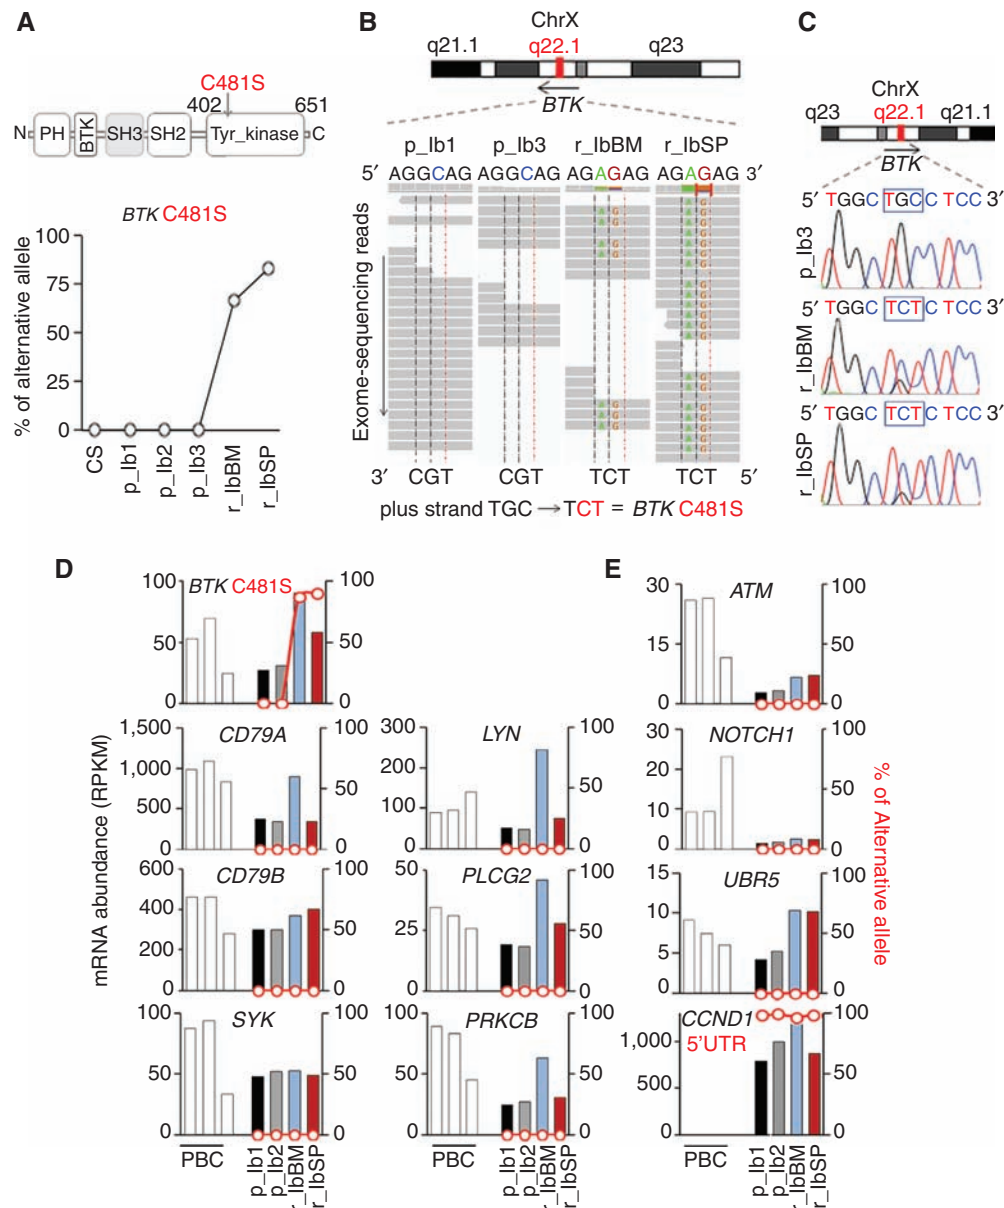 A
C481S
402
651
N
PH
BTK
SH3
SH2
Tyr_kinase
C
BTK C481S
% of alternative allele
100
75
50
25
0
CS
p_Ib1
p_Ib2
p_Ib3
r_IbBM
r_IbSP
B
ChrX
q21.1
q22.1
q23
BTK
p_Ib1
p_Ib3
r_IbBM
r_IbSP
5′ AGGCAG AGGCAG AGAGAG AGAGAG 3′
Exome-sequencing reads
3′ CGT CGT TCT TCT 5′
plus strand TGC → TCT = BTK C481S
C
ChrX
q23
q22.1
q21.1
BTK
5′ TGGC TGCC TCC 3′
p_Ib3
5′ TGGC TCTC TCC 3′
r_IbBM
5′ TGGC TCTC TCC 3′
r_IbSP
D
mRNA abundance (RPKM)
BTK C481S
100
50
0
100
50
0
CD79A
1,500
1,000
500
0
100
50
0
LYN
300
200
100
0
100
50
0
CD79B
600
400
200
0
100
50
0
PLCG2
50
25
0
100
50
0
SYK
100
50
0
100
50
0
PRKCB
100
50
0
100
50
0
PBC
p_Ib1
p_Ib2
r_IbBM
r_IbSP
PBC
p_Ib1
p_Ib2
r_IbBM
r_IbSP
E
ATM
30
15
0
100
50
0
NOTCH1
30
20
10
0
100
50
0
UBR5
15
10
5
0
100
50
0
CCND1
5'UTR
1,000
500
0
100
50
0
PBC
p_Ib1
p_Ib2
r_IbBM
r_IbSP
% of Alternative allele